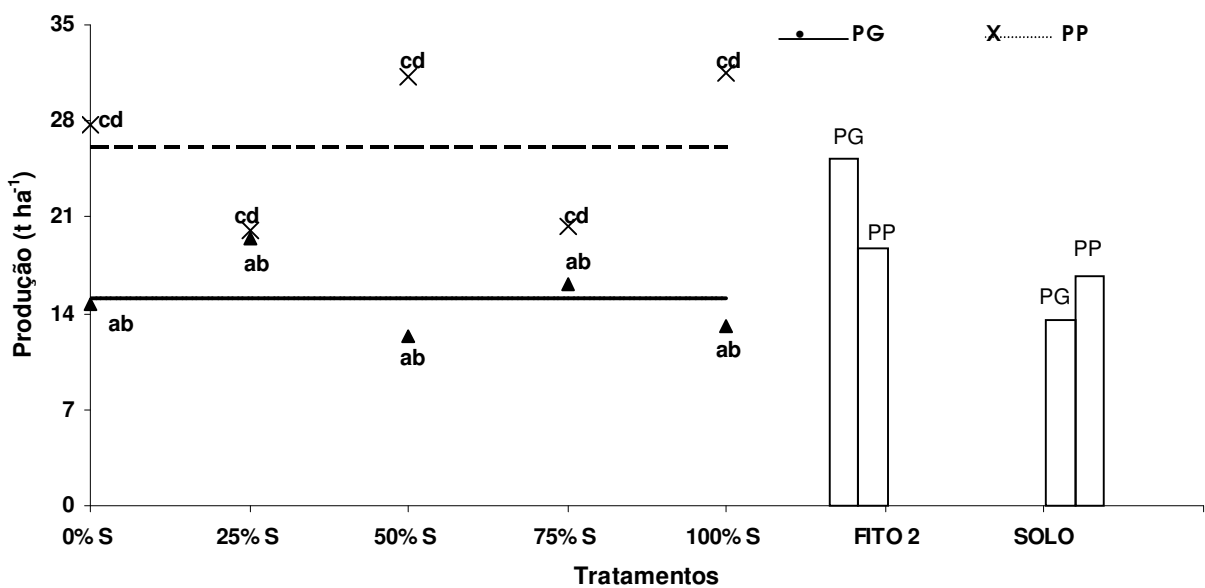 35
28
21
14
7
0
Produção (t ha-1)
PG
X PP
cd
cd
cd
cd
cd
ab
ab
ab
ab
ab
PG
PP
PG
PP
0% S 25% S 50% S 75% S 100% S FITO 2 SOLO
Tratamentos